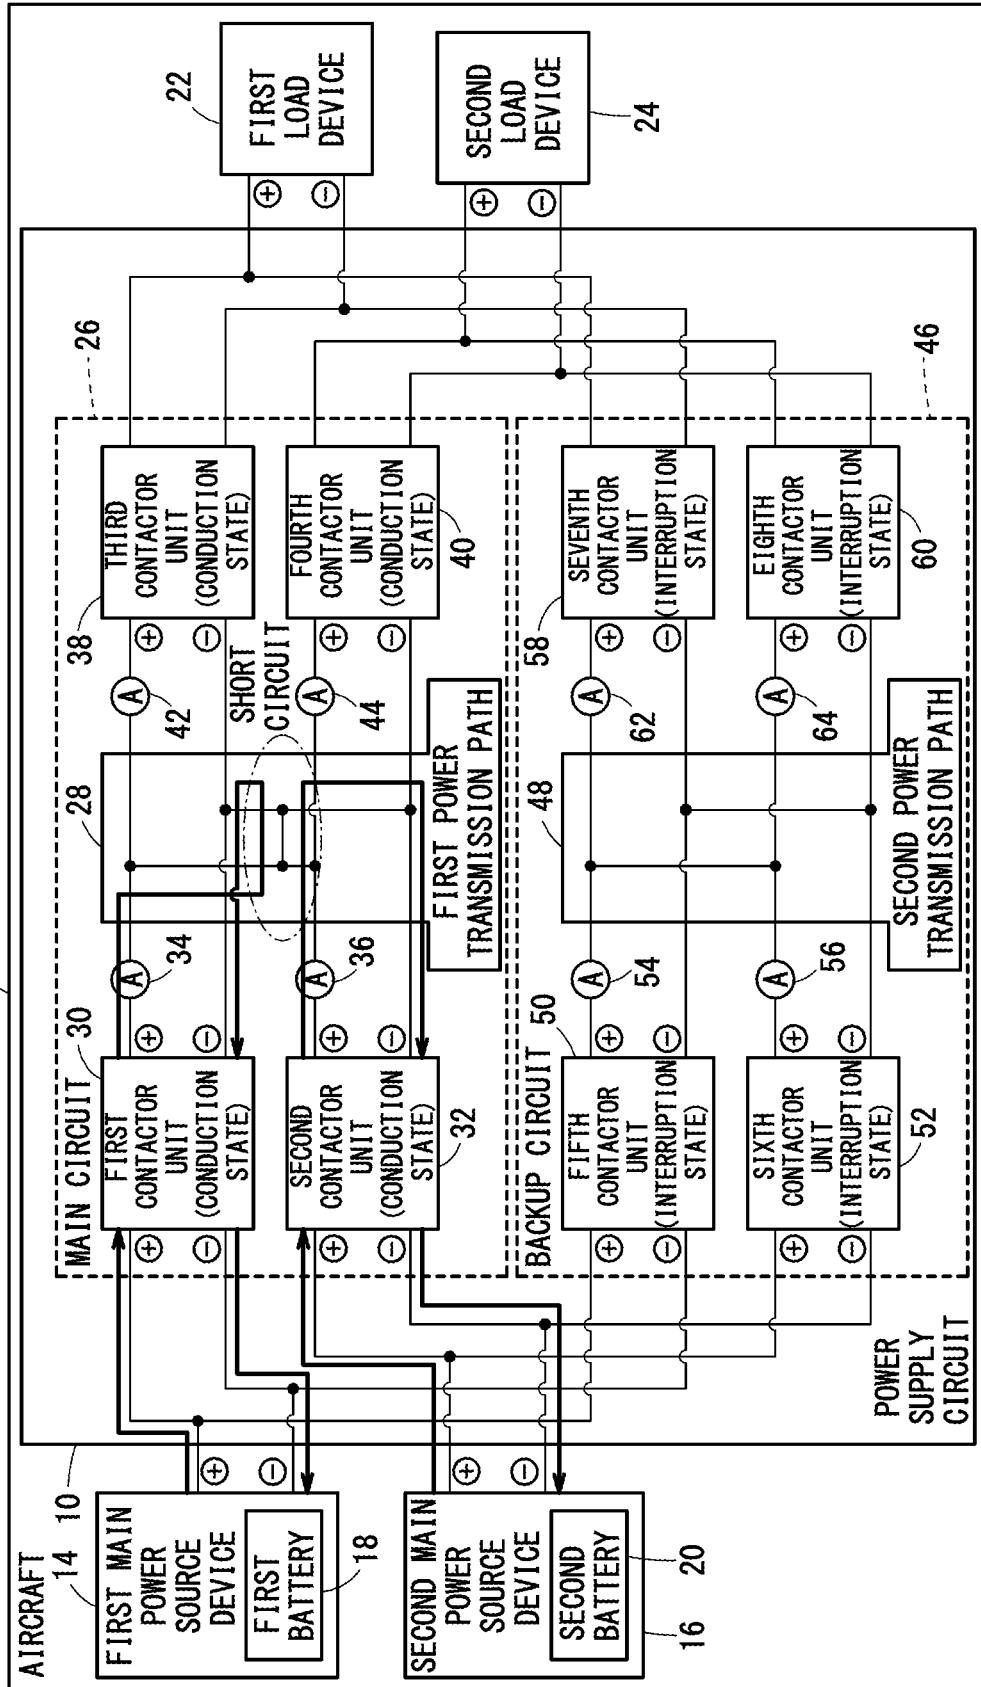 AIRCRAFT
10
14
FIRST MAIN
POWER
SOURCE
DEVICE
FIRST
BATTERY
18
SECOND MAIN
POWER
SOURCE
DEVICE
SECOND
BATTERY
20
16
+
−
+
−
POWER
SUPPLY
CIRCUIT
MAIN CIRCUIT
26
30
FIRST
CONTACTOR
UNIT
(CONDUCTION
STATE)
+
−
+
−
SECOND
CONTACTOR
UNIT
(CONDUCTION
STATE)
32
+
−
+
−
A
34
A
36
28
FIRST POWER
TRANSMISSION PATH
SHORT
CIRCUIT
A
42
A
44
38
THIRD
CONTACTOR
UNIT
(CONDUCTION
STATE)
+
−
FOURTH
CONTACTOR
UNIT
(CONDUCTION
STATE)
40
+
−
BACKUP CIRCUIT
46
50
FIFTH
CONTACTOR
UNIT
(INTERRUPTION
STATE)
+
−
+
−
SIXTH
CONTACTOR
UNIT
(INTERRUPTION
STATE)
52
+
−
+
−
A
54
A
56
48
SECOND POWER
TRANSMISSION PATH
A
62
A
64
58
SEVENTH
CONTACTOR
UNIT
(INTERRUPTION
STATE)
+
−
EIGHTH
CONTACTOR
UNIT
(INTERRUPTION
STATE)
60
+
−
22
FIRST
LOAD
DEVICE
+
−
SECOND
LOAD
DEVICE
24
+
−